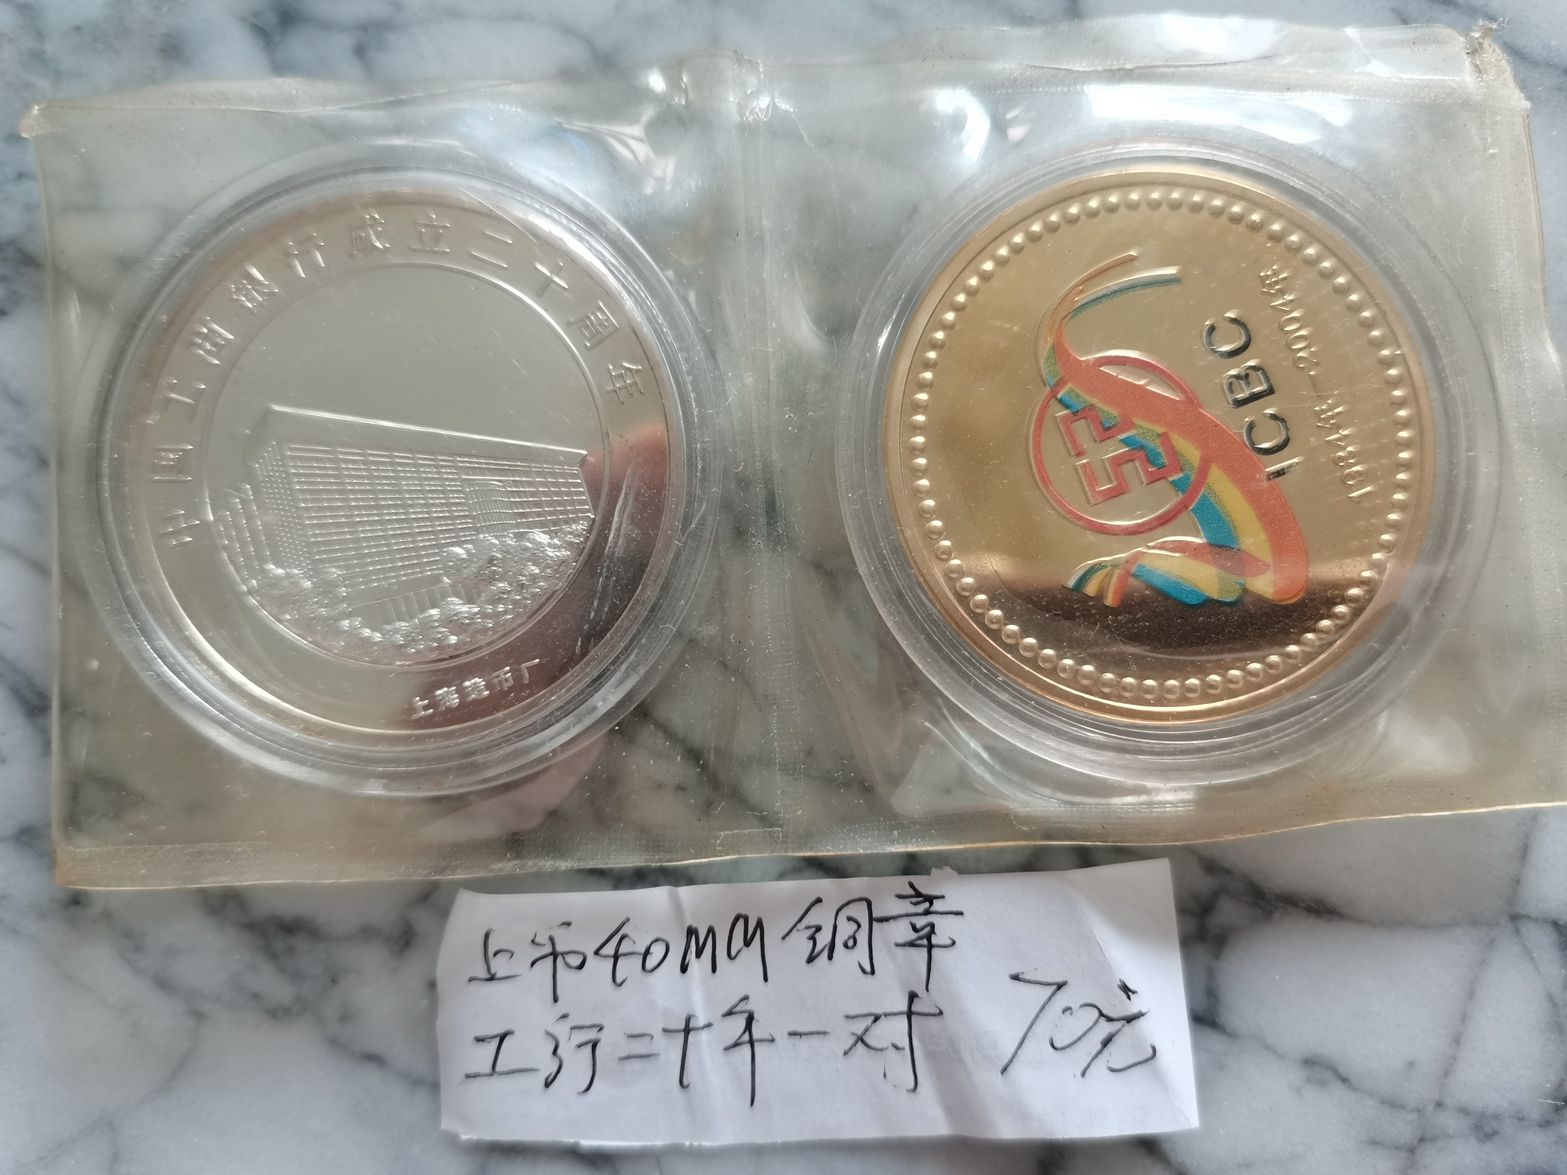 中国工商银行成立二十周年
上海造币厂
ICBC
1984年—2004年
上币40MM铜章
工行二十年一对 70元